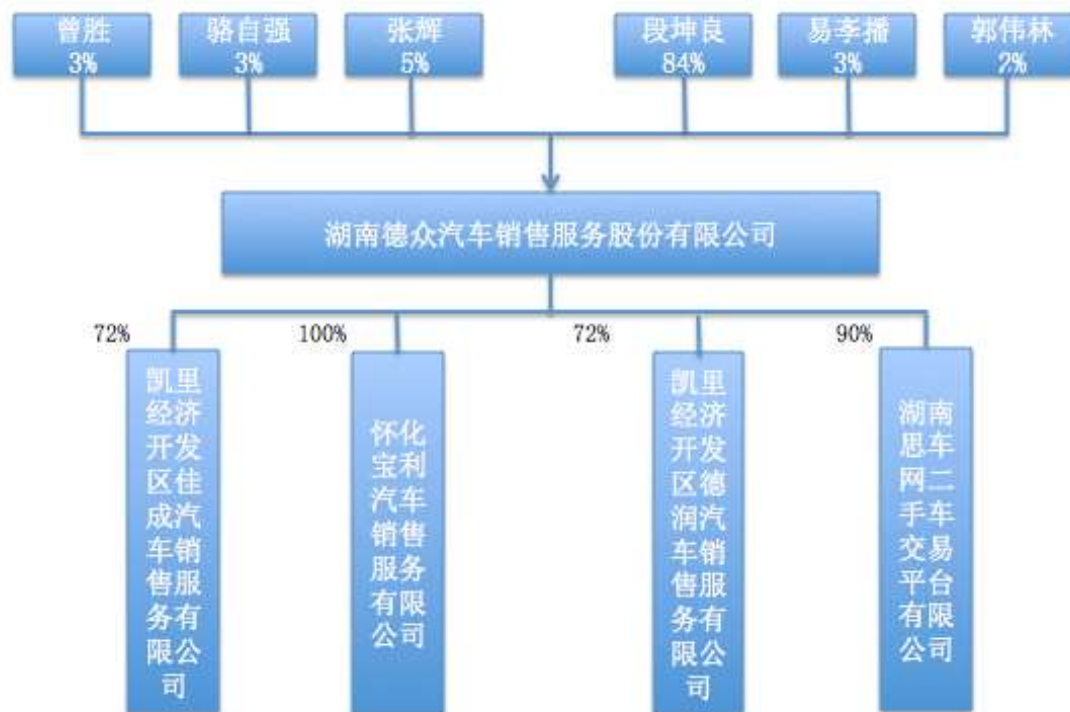 曾胜
3%
骆自强
3%
张辉
5%
段坤良
84%
易斈播
3%
郭伟林
2%
湖南德众汽车销售服务股份有限公司
72%
100%
72%
90%
凯里
经济
开发
区佳
成汽
车销
售服
务有
限公
司
怀化
宝利
汽车
销售
服务
有限
公司
凯里
经济
开发
区德
润汽
车销
售服
务有
限公
司
湖南
思车
网二
手车
交易
平台
有限
公司